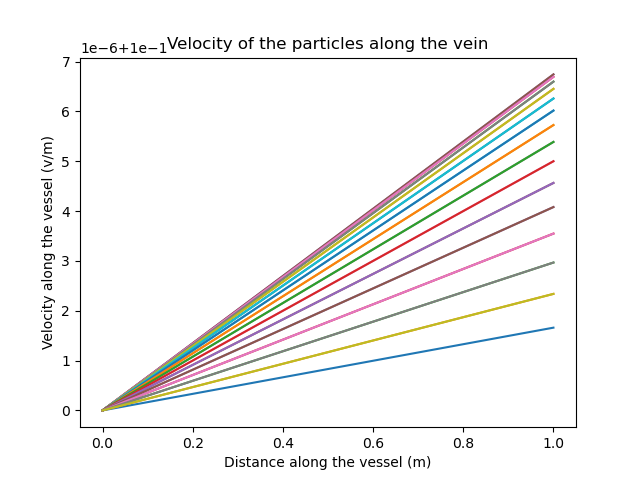 Velocity of the particles along the vein
1e−6+1e−1
7
6
5
4
3
2
1
0
Velocity along the vessel (v/m)
0.0 0.2 0.4 0.6 0.8 1.0
Distance along the vessel (m)